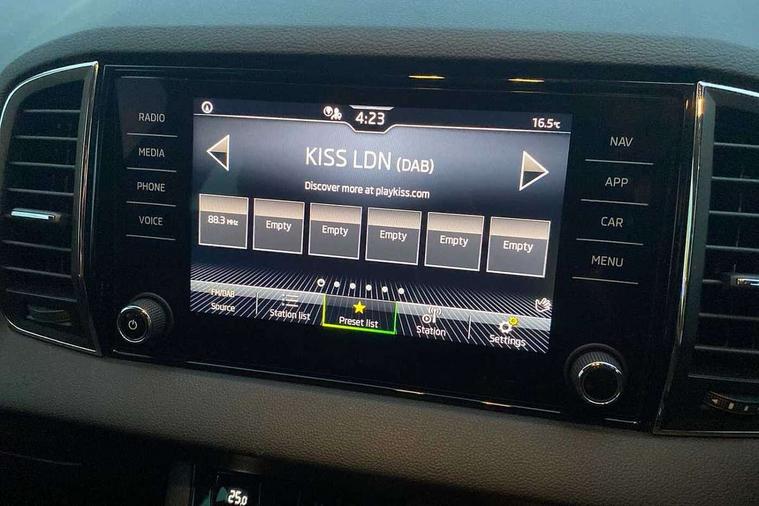 RADIO
MEDIA
PHONE
VOICE
4:23
16.5°C
KISS LDN (DAB)
Discover more at playkiss.com
88.3 MHz
Empty
Empty
Empty
Empty
Empty
FM/DAB
Source
Station list
Preset list
Station
Settings
NAV
APP
CAR
MENU
25.0